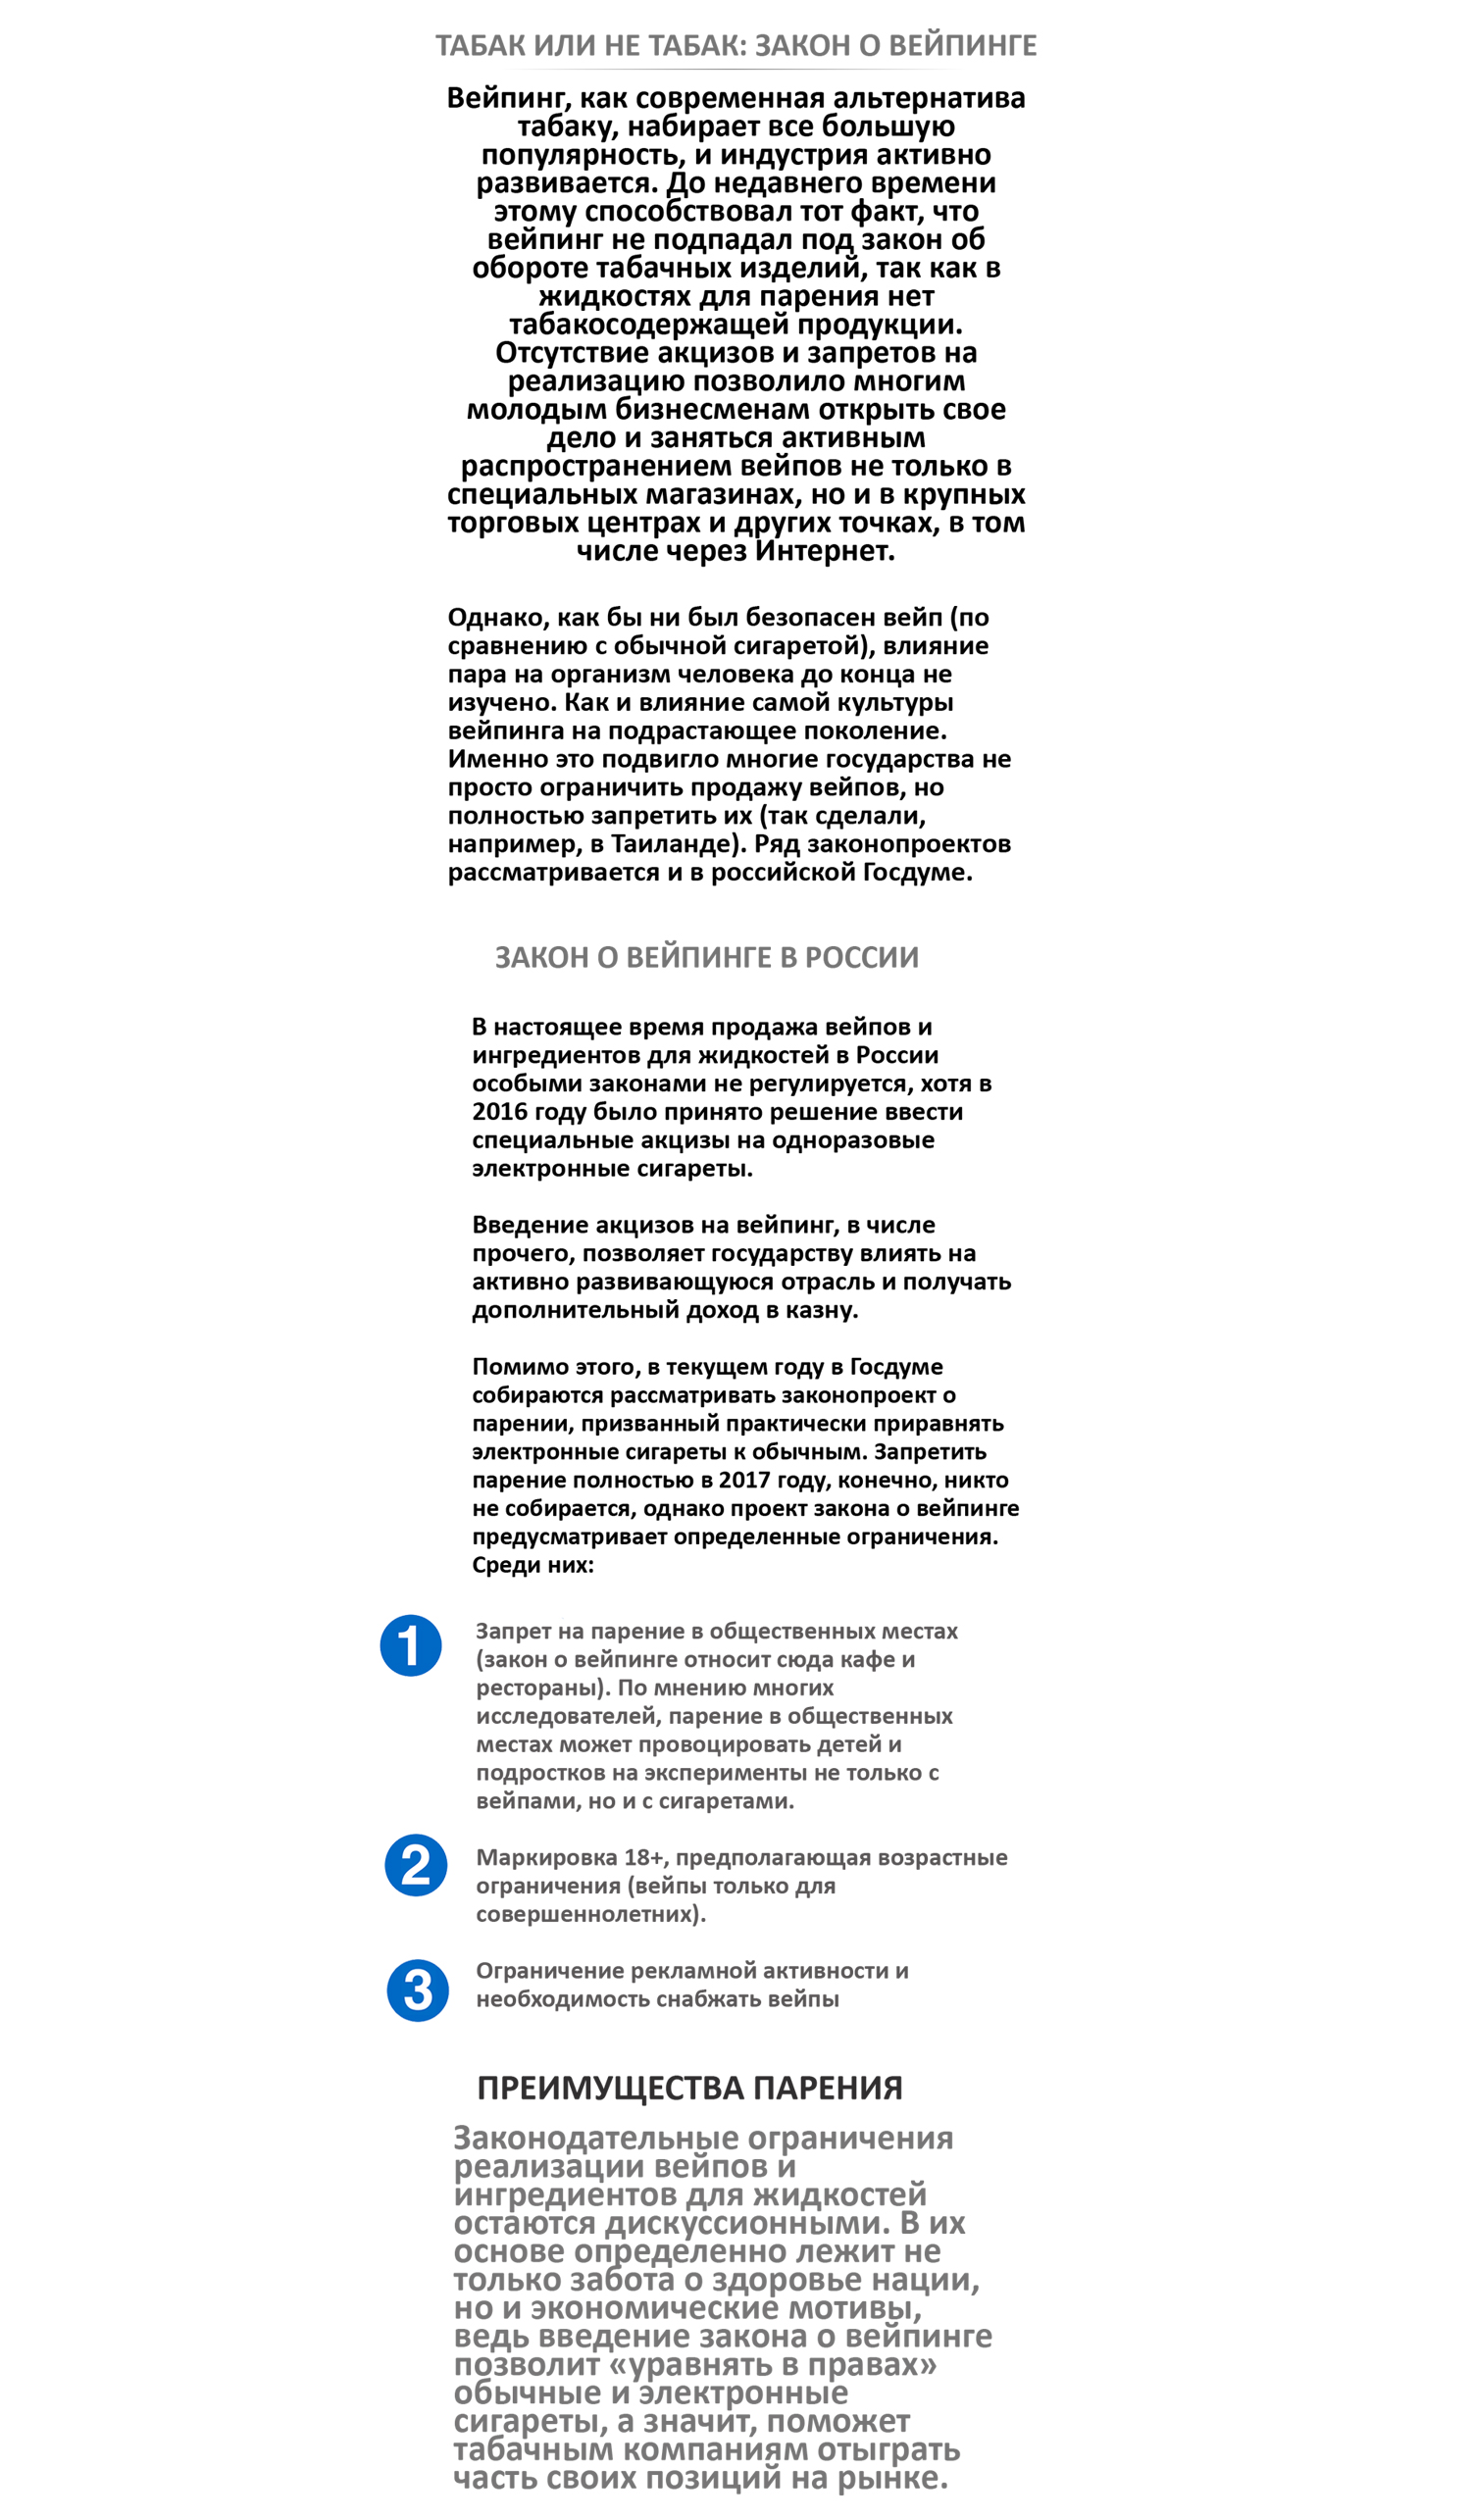 ТАБАК ИЛИ НЕ ТАБАК: ЗАКОН О ВЕЙПИНГЕ
Вейпинг, как современная альтернатива
табаку, набирает все большую
популярность, и индустрия активно
развивается. До недавнего времени
этому способствовал тот факт, что
вейпинг не подпадал под закон об
обороте табачных изделий, так как в
жидкостях для парения нет
табакосодержащей продукции.
Отсутствие акцизов и запретов на
реализацию позволило многим
молодым бизнесменам открыть свое
дело и заняться активным
распространением вейпов не только в
специальных магазинах, но и в крупных
торговых центрах и других точках, в том
числе через Интернет.
Однако, как бы ни был безопасен вейп (по
сравнению с обычной сигаретой), влияние
пара на организм человека до конца не
изучено. Как и влияние самой культуры
вейпинга на подрастающее поколение.
Именно это подвигло многие государства не
просто ограничить продажу вейпов, но
полностью запретить их (так сделали,
например, в Таиланде). Ряд законопроектов
рассматривается и в российской Госдуме.
ЗАКОН О ВЕЙПИНГЕ В РОССИИ
В настоящее время продажа вейпов и
ингредиентов для жидкостей в России
особыми законами не регулируется, хотя в
2016 году было принято решение ввести
специальные акцизы на одноразовые
электронные сигареты.
Введение акцизов на вейпинг, в числе
прочего, позволяет государству влиять на
активно развивающуюся отрасль и получать
дополнительный доход в казну.
Помимо этого, в текущем году в Госдуме
собираются рассматривать законопроект о
парении, призванный практически приравнять
электронные сигареты к обычным. Запретить
парение полностью в 2017 году, конечно, никто
не собирается, однако проект закона о вейпинге
предусматривает определенные ограничения.
Среди них:
1 Запрет на парение в общественных местах
(закон о вейпинге относит сюда кафе и
рестораны). По мнению многих
исследователей, парение в общественных
местах может провоцировать детей и
подростков на эксперименты не только с
вейпами, но и с сигаретами.
2 Маркировка 18+, предполагающая возрастные
ограничения (вейпы только для
совершеннолетних).
3 Ограничение рекламной активности и
необходимость снабжать вейпы
ПРЕИМУЩЕСТВА ПАРЕНИЯ
Законодательные ограничения
реализации вейпов и
ингредиентов для жидкостей
остаются дискуссионными. В их
основе определенно лежит не
только забота о здоровье нации,
но и экономические мотивы,
ведь введение закона о вейпинге
позволит «уравнять в правах»
обычные и электронные
сигареты, а значит, поможет
табачным компаниям отыграть
часть своих позиций на рынке.